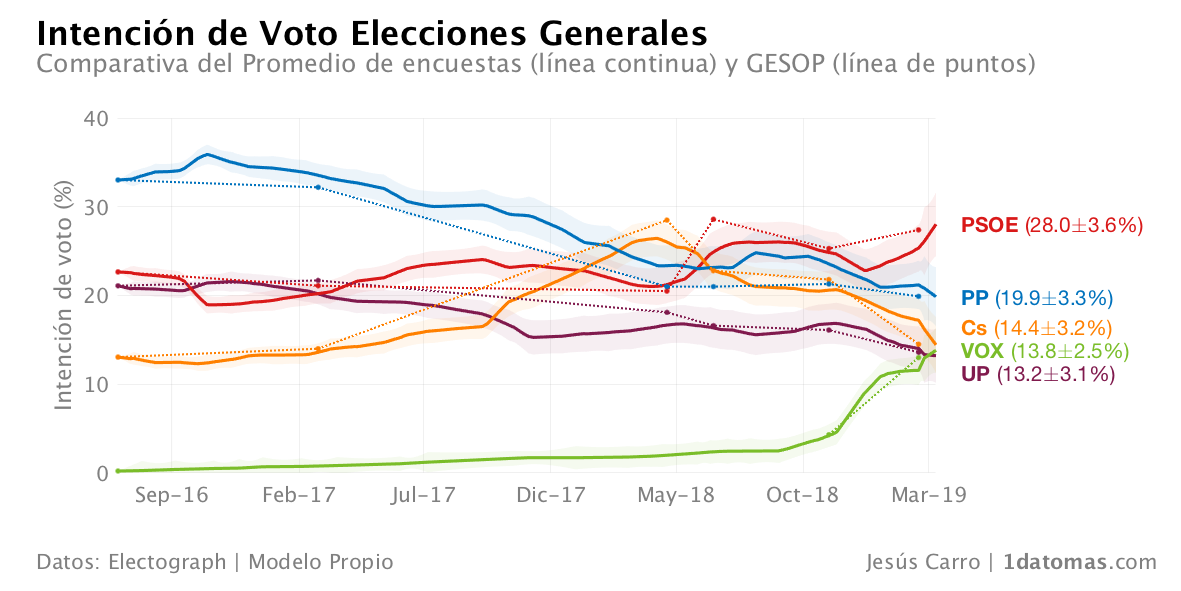 Intención de Voto Elecciones Generales
Comparativa del Promedio de encuestas (línea continua) y GESOP (línea de puntos)
Intención de voto (%)
40
30
20
10
0
Sep-16 Feb-17 Jul-17 Dic-17 May-18 Oct-18 Mar-19
PSOE (28.0±3.6%)
PP (19.9±3.3%)
Cs (14.4±3.2%)
VOX (13.8±2.5%)
UP (13.2±3.1%)
Datos: Electograph | Modelo Propio
Jesús Carro | 1datomas.com